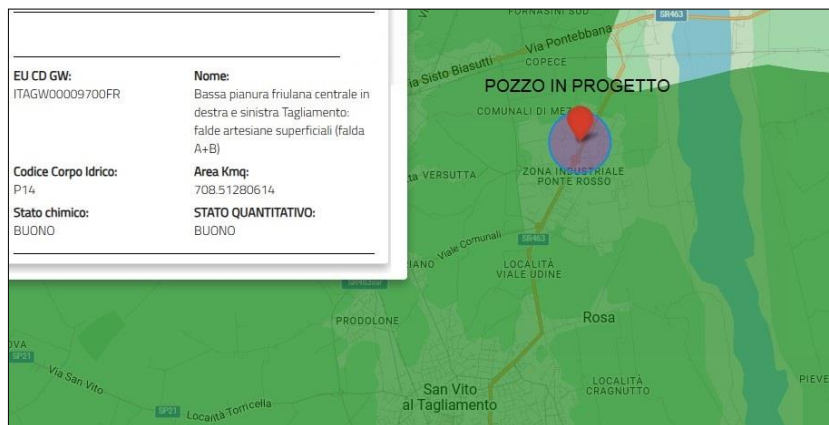 EU CD GW:
ITAGW00009700FR
Nome:
Bassa pianura friulana centrale in
destra e sinistra Tagliamento:
falde artesiane superficiali (falda
A+B)
Codice Corpo Idrico:
P14
Area Kmq:
708.51280614
Stato chimico:
BUONO
STATO QUANTITATIVO:
BUONO
FORNASINI SUD
SR463
Via Pontebbana
Via Sisto Biasutti
COPECE
POZZO IN PROGETTO
COMUNALI DI
VERSUTTA
ZONA INDUSTRIALE
PONTE ROSSO
SR463
Viale Comunali
LOCALITÀ
VIALE UDINE
PRODOLONE
Rosa
SP21
Via San Vito
San Vito
al Tagliamento
LOCALITÀ
CRAGNUTTO
PIEVE
SP21
Località Torricella